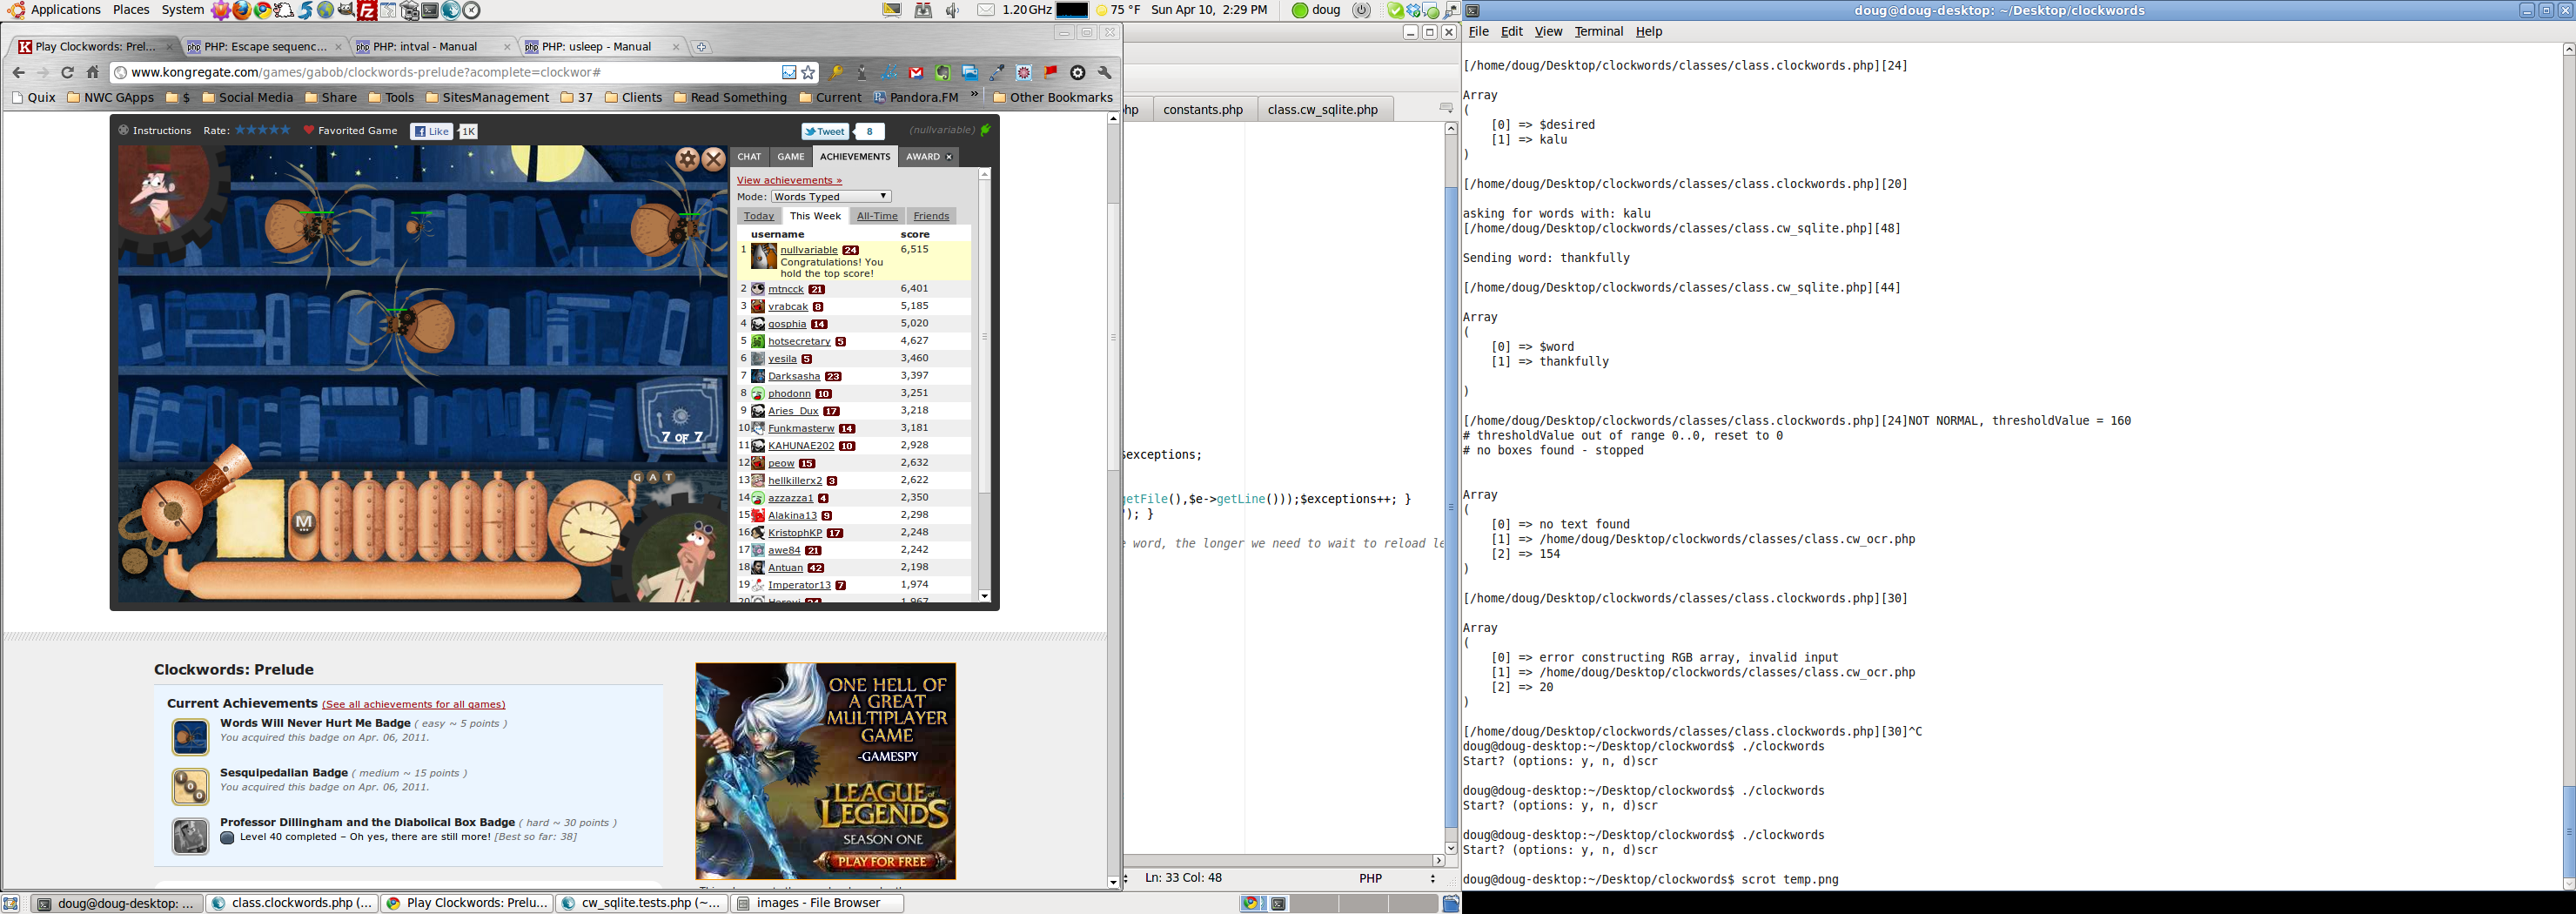 Applications Places System
1.20 GHz 75 °F Sun Apr 10, 2:29 PM doug
Play Clockwords: Prel...
PHP: Escape sequenc...
PHP: intval - Manual
PHP: usleep - Manual
www.kongregate.com/games/gabob/clockwords-prelude?acomplete=clockwor#
Quix NWC GApps $ Social Media Share Tools SitesManagement 37 Clients Read Something Current Pandora.FM » Other Bookmarks
Instructions Rate: Favorited Game Like 1K Tweet 8 (nullvariable)
CHAT GAME ACHIEVEMENTS AWARD
View achievements »
Mode: Words Typed
Today This Week All-Time Friends
username score
1 nullvariable 24 6,515
Congratulations! You
hold the top score!
2 mtncck 21 6,401
3 vrabcak 8 5,185
4 gosphia 14 5,020
5 hotsecretary 5 4,627
6 yesila 5 3,460
7 Darksasha 23 3,397
8 phodonn 10 3,251
9 Aries_Dux 17 3,218
10 Funkmasterw 14 3,181
11 KAHUNAE202 10 2,928
12 peow 15 2,632
13 hellkillerx2 3 2,622
14 azzazza1 4 2,350
15 Alakina13 9 2,298
16 KristophKP 17 2,248
17 awe84 21 2,242
18 Antuan 42 2,198
19 Imperator13 7 1,974
7 OF 7
G A T
M
Clockwords: Prelude
Current Achievements (See all achievements for all games)
Words Will Never Hurt Me Badge ( easy ~ 5 points )
You acquired this badge on Apr. 06, 2011.
Sesquipedalian Badge ( medium ~ 15 points )
You acquired this badge on Apr. 06, 2011.
Professor Dillingham and the Diabolical Box Badge ( hard ~ 30 points )
Level 40 completed – Oh yes, there are still more! [Best so far: 38]
ONE HELL OF
A GREAT
MULTIPLAYER
GAME
-GAMESPY
LEAGUE of
LEGENDS
SEASON ONE
PLAY FOR FREE
hp constants.php class.cw_sqlite.php
exceptions;
getFile(),$e->getLine()));$exceptions++; }
"); }
e word, the longer we need to wait to reload le
Ln: 33 Col: 48 PHP
doug@doug-desktop: ~/Desktop/clockwords
File Edit View Terminal Help
[/home/doug/Desktop/clockwords/classes/class.clockwords.php][24]
Array
(
[0] => $desired
[1] => kalu
)
[/home/doug/Desktop/clockwords/classes/class.clockwords.php][20]
asking for words with: kalu
[/home/doug/Desktop/clockwords/classes/class.cw_sqlite.php][48]
Sending word: thankfully
[/home/doug/Desktop/clockwords/classes/class.cw_sqlite.php][44]
Array
(
[0] => $word
[1] => thankfully
)
[/home/doug/Desktop/clockwords/classes/class.clockwords.php][24]NOT NORMAL, thresholdValue = 160
# thresholdValue out of range 0..0, reset to 0
# no boxes found - stopped
Array
(
[0] => no text found
[1] => /home/doug/Desktop/clockwords/classes/class.cw_ocr.php
[2] => 154
)
[/home/doug/Desktop/clockwords/classes/class.clockwords.php][30]
Array
(
[0] => error constructing RGB array, invalid input
[1] => /home/doug/Desktop/clockwords/classes/class.cw_ocr.php
[2] => 20
)
[/home/doug/Desktop/clockwords/classes/class.clockwords.php][30]^C
doug@doug-desktop:~/Desktop/clockwords$ ./clockwords
Start? (options: y, n, d)scr
doug@doug-desktop:~/Desktop/clockwords$ ./clockwords
Start? (options: y, n, d)scr
doug@doug-desktop:~/Desktop/clockwords$ ./clockwords
Start? (options: y, n, d)scr
doug@doug-desktop:~/Desktop/clockwords$ scrot temp.png
doug@doug-desktop: ...
class.clockwords.php (...
Play Clockwords: Prelu...
cw_sqlite.tests.php (~...
images - File Browser